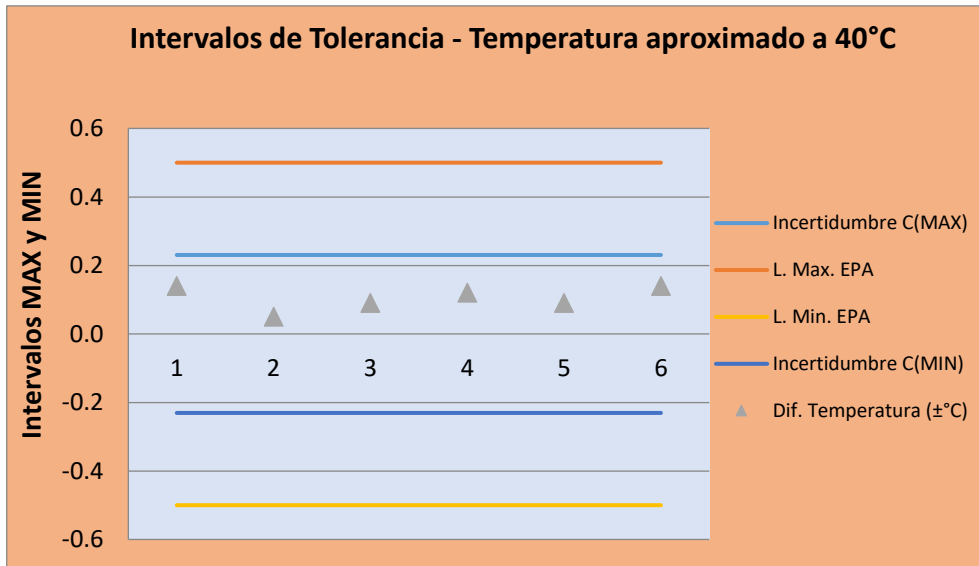 Intervalos de Tolerancia - Temperatura aproximado a 40°C
Intervalos MAX y MIN
0.6
0.4
0.2
0.0
-0.2
-0.4
-0.6
1 2 3 4 5 6
Incertidumbre C(MAX)
L. Max. EPA
L. Min. EPA
Incertidumbre C(MIN)
Dif. Temperatura (±°C)